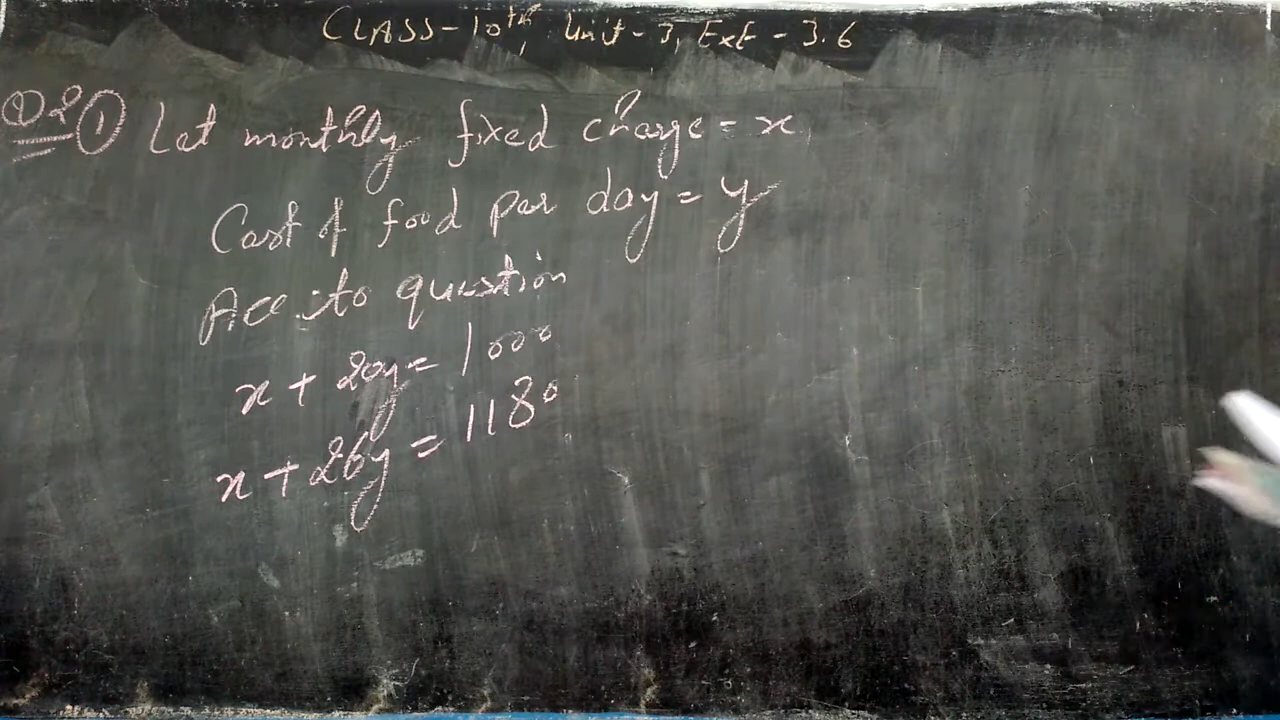 CLASS-10th, Unit-3, Exe-3.6
Q2 ① Let monthly fixed charge = x,
Cost of food per day = y
Acc. to question
x + 20y = 1000
x + 26y = 1180